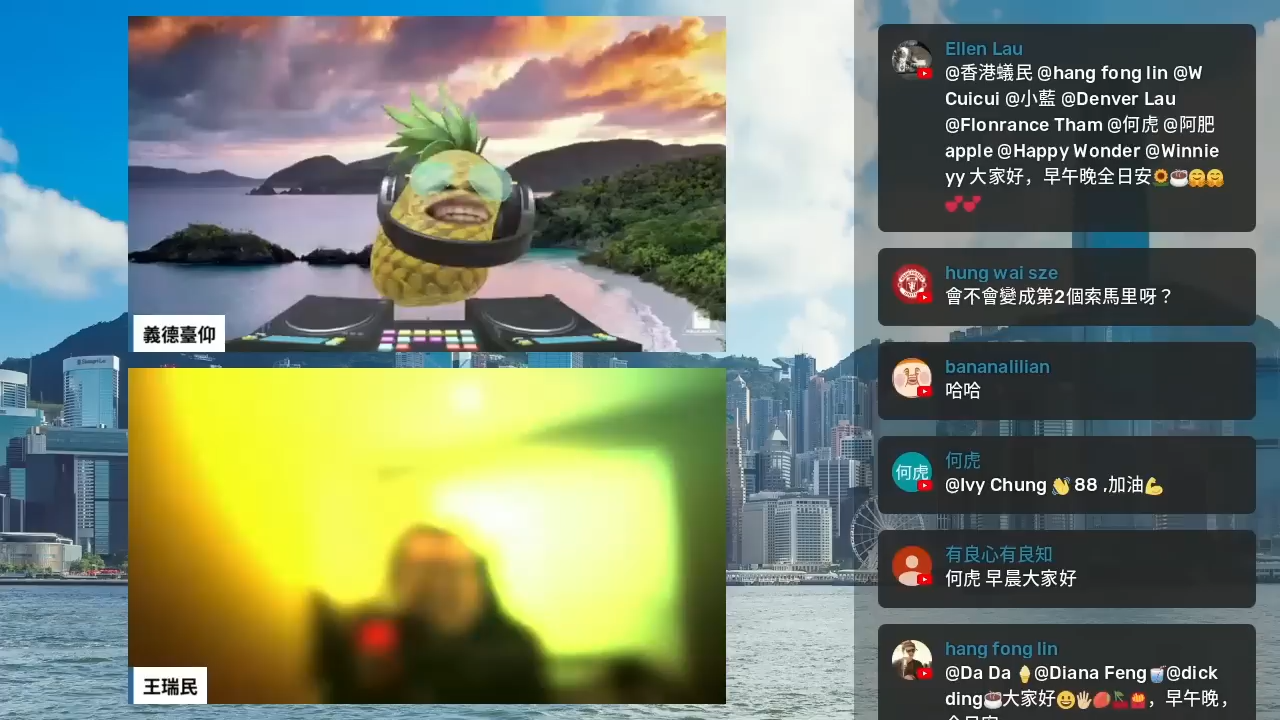 義德臺仰
王瑞民
Ellen Lau
@香港蟻民 @hang fong lin @W
Cuicui @小藍 @Denver Lau
@Flonrance Tham @何虎 @阿肥
apple @Happy Wonder @Winnie
yy 大家好，早午晚全日安🌻☕🤗🤗
💕💕
hung wai sze
會不會變成第2個索馬里呀？
bananalilian
哈哈
何虎
何虎
@Ivy Chung 👋 88 ,加油💪
有良心有良知
何虎 早晨大家好
hang fong lin
@Da Da 🍦@Diana Feng🥤@dick
ding☕大家好😀🖐🥭🍒🍟，早午晚，